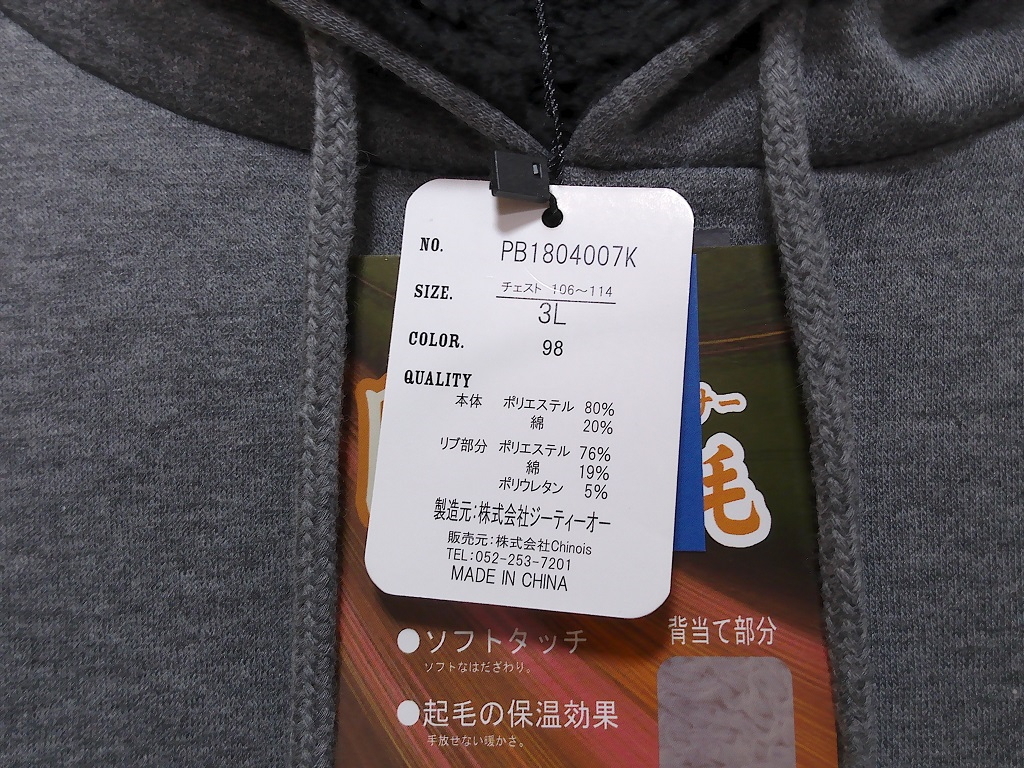 NO. PB1804007K
SIZE. チェスト 106～114
3L
COLOR. 98
QUALITY
本体 ポリエステル 80%
綿 20%
リブ部分 ポリエステル 76%
綿 19%
ポリウレタン 5%
製造元:株式会社ジーティーオー
販売元:株式会社Chinois
TEL:052-253-7201
MADE IN CHINA
サー
毛
●ソフトタッチ
ソフトなはだざわり。
●起毛の保温効果
手放せない暖かさ。
背当て部分